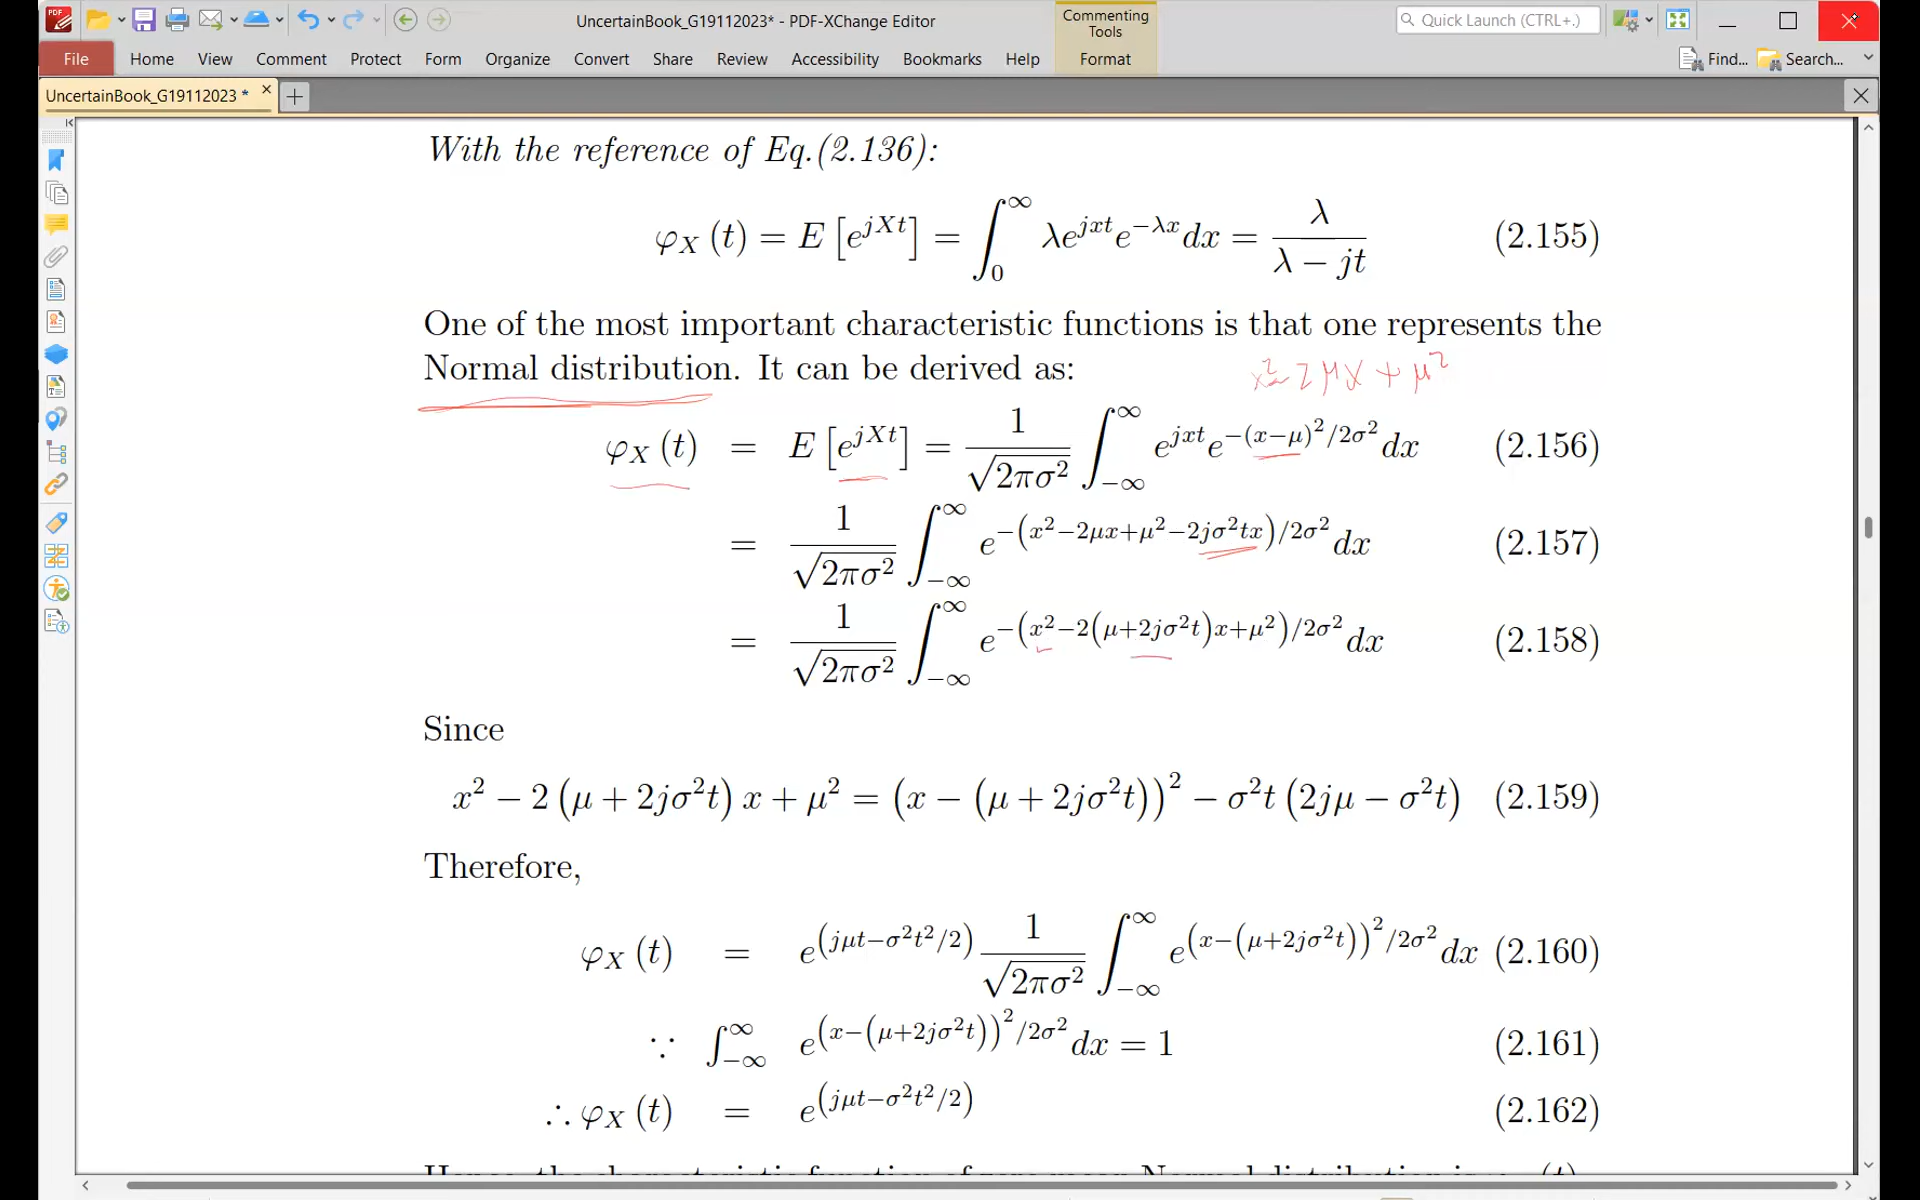 UncertainBook_G19112023* - PDF-XChange Editor
Commenting Tools
Quick Launch (CTRL+.)
File Home View Comment Protect Form Organize Convert Share Review Accessibility Bookmarks Help Format Find... Search...
UncertainBook_G19112023 *
With the reference of Eq.(2.136):
φ_X (t) = E [e^{jXt}] = ∫_0^∞ λe^{jxt}e^{−λx}dx = λ/(λ − jt) (2.155)
One of the most important characteristic functions is that one represents the
Normal distribution. It can be derived as:
x² − 2μx + μ²
φ_X (t) = E [e^{jXt}] = 1/√(2πσ²) ∫_{−∞}^∞ e^{jxt}e^{−(x−μ)²/2σ²}dx (2.156)
= 1/√(2πσ²) ∫_{−∞}^∞ e^{−(x²−2μx+μ²−2jσ²tx)/2σ²}dx (2.157)
= 1/√(2πσ²) ∫_{−∞}^∞ e^{−(x²−2(μ+2jσ²t)x+μ²)/2σ²}dx (2.158)
Since
x² − 2 (μ + 2jσ²t) x + μ² = (x − (μ + 2jσ²t))² − σ²t (2jμ − σ²t) (2.159)
Therefore,
φ_X (t) = e^{(jμt−σ²t²/2)} 1/√(2πσ²) ∫_{−∞}^∞ e^{(x−(μ+2jσ²t))²/2σ²}dx (2.160)
∵ ∫_{−∞}^∞ e^{(x−(μ+2jσ²t))²/2σ²}dx = 1 (2.161)
∴ φ_X (t) = e^{(jμt−σ²t²/2)} (2.162)